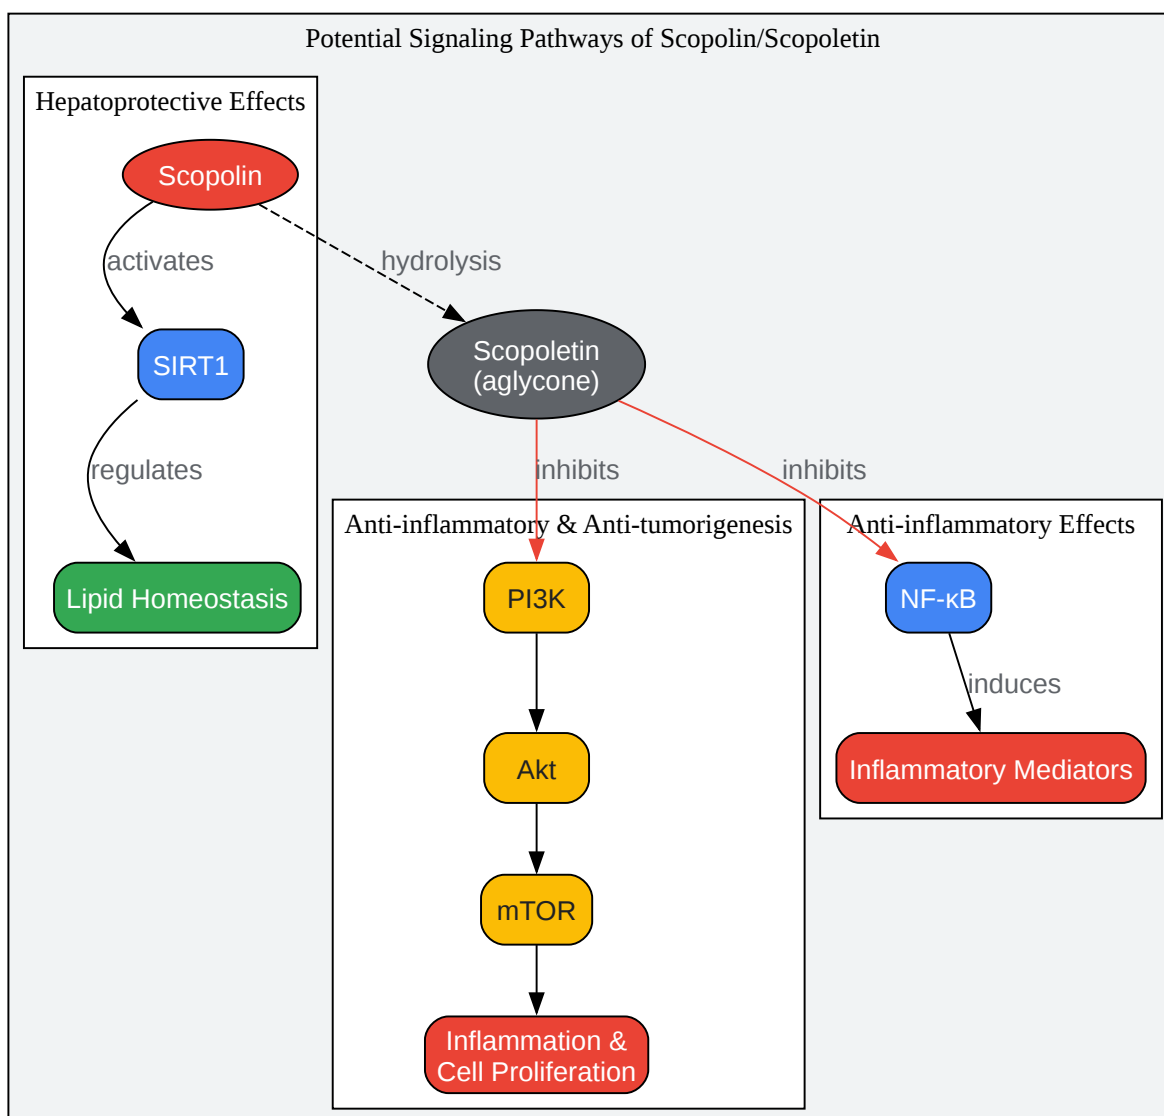 Potential Signaling Pathways of Scopolin/Scopoletin
Hepatoprotective Effects
Scopolin
activates
hydrolysis
SIRT1
Scopoletin
(aglycone)
regulates
inhibits
inhibits
Anti-inflammatory & Anti-tumorigenesis
Anti-inflammatory Effects
Lipid Homeostasis
PI3K
NF-κB
induces
Akt
Inflammatory Mediators
mTOR
Inflammation &
Cell Proliferation